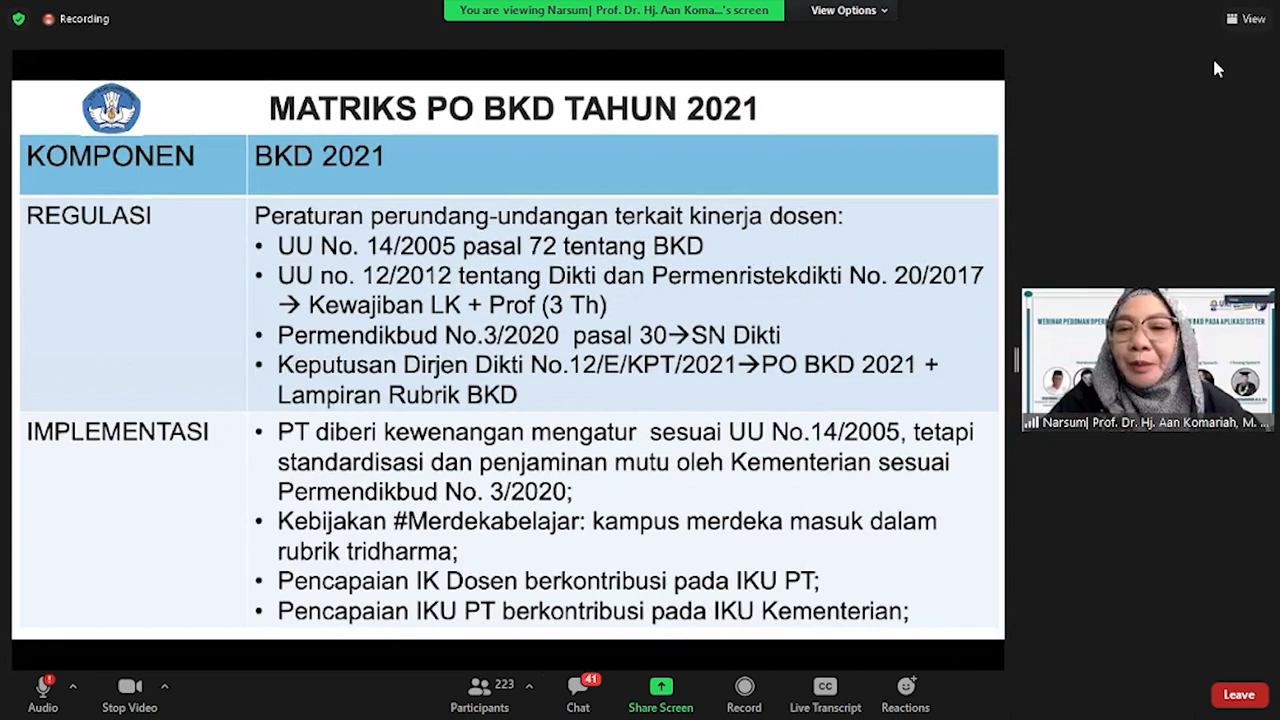 Recording
You are viewing Narsum| Prof. Dr. Hj. Aan Koma...'s screen
View Options
View
MATRIKS PO BKD TAHUN 2021
KOMPONEN
BKD 2021
REGULASI
Peraturan perundang-undangan terkait kinerja dosen:
• UU No. 14/2005 pasal 72 tentang BKD
• UU no. 12/2012 tentang Dikti dan Permenristekdikti No. 20/2017
→ Kewajiban LK + Prof (3 Th)
• Permendikbud No.3/2020 pasal 30→SN Dikti
• Keputusan Dirjen Dikti No.12/E/KPT/2021→PO BKD 2021 +
Lampiran Rubrik BKD
IMPLEMENTASI
• PT diberi kewenangan mengatur sesuai UU No.14/2005, tetapi
standardisasi dan penjaminan mutu oleh Kementerian sesuai
Permendikbud No. 3/2020;
• Kebijakan #Merdekabelajar: kampus merdeka masuk dalam
rubrik tridharma;
• Pencapaian IK Dosen berkontribusi pada IKU PT;
• Pencapaian IKU PT berkontribusi pada IKU Kementerian;
WEBINAR PEDOMAN OPER
BKD PADA APLIKASI SISTER
Narsum| Prof. Dr. Hj. Aan Komariah, M. ...
Audio
Stop Video
223
Participants
41
Chat
Share Screen
Record
CC
Live Transcript
Reactions
Leave